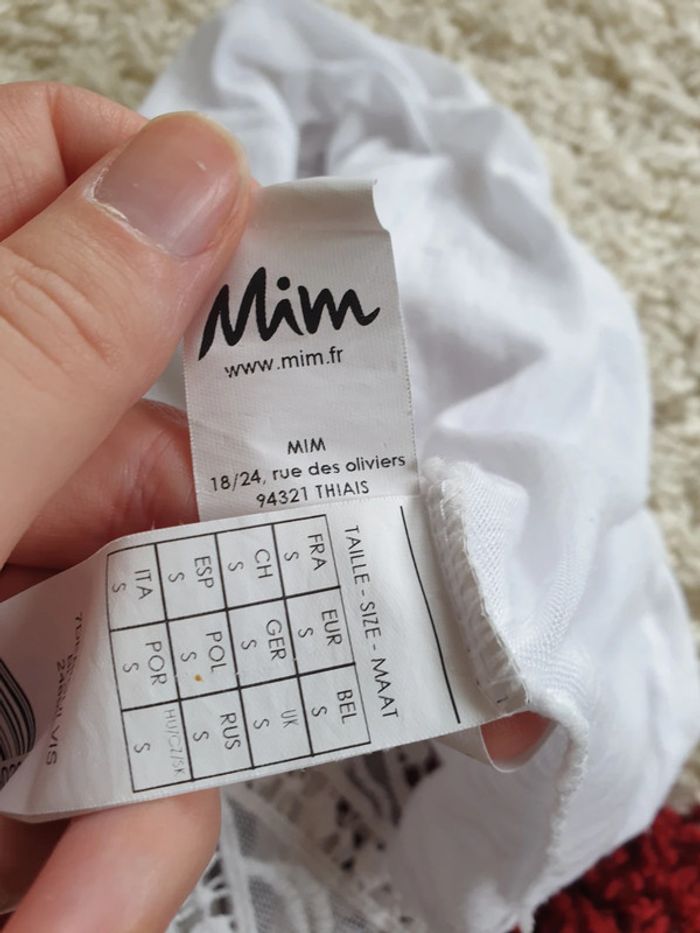 Mim
www.mim.fr
MIM
18/24, rue des oliviers
94321 THIAIS
TAILLE - SIZE - MAAT
FRA EUR BEL
S S S
CH GER UK
S S S
ESP POL RUS
S S S
ITA POR HU/CZ/SK
S S S